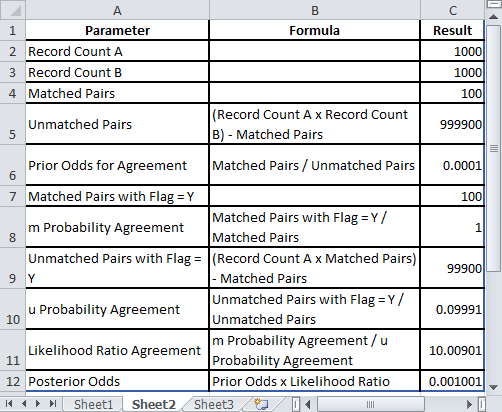 A B C
1 Parameter Formula Result
2 Record Count A 1000
3 Record Count B 1000
4 Matched Pairs 100
(Record Count A x Record Count
5 Unmatched Pairs B) - Matched Pairs 999900
6 Prior Odds for Agreement Matched Pairs / Unmatched Pairs 0.0001
7 Matched Pairs with Flag = Y 100
Matched Pairs with Flag = Y /
8 m Probability Agreement Matched Pairs 1
Unmatched Pairs with Flag = (Record Count A x Matched Pairs)
9 Y - Matched Pairs 99900
Unmatched Pairs with Flag = Y /
10 u Probability Agreement Unmatched Pairs 0.09991
m Probability Agreement / u
11 Likelihood Ratio Agreement Probability Agreement 10.00901
12 Posterior Odds Prior Odds x Likelihood Ratio 0.001001
Sheet1 Sheet2 Sheet3